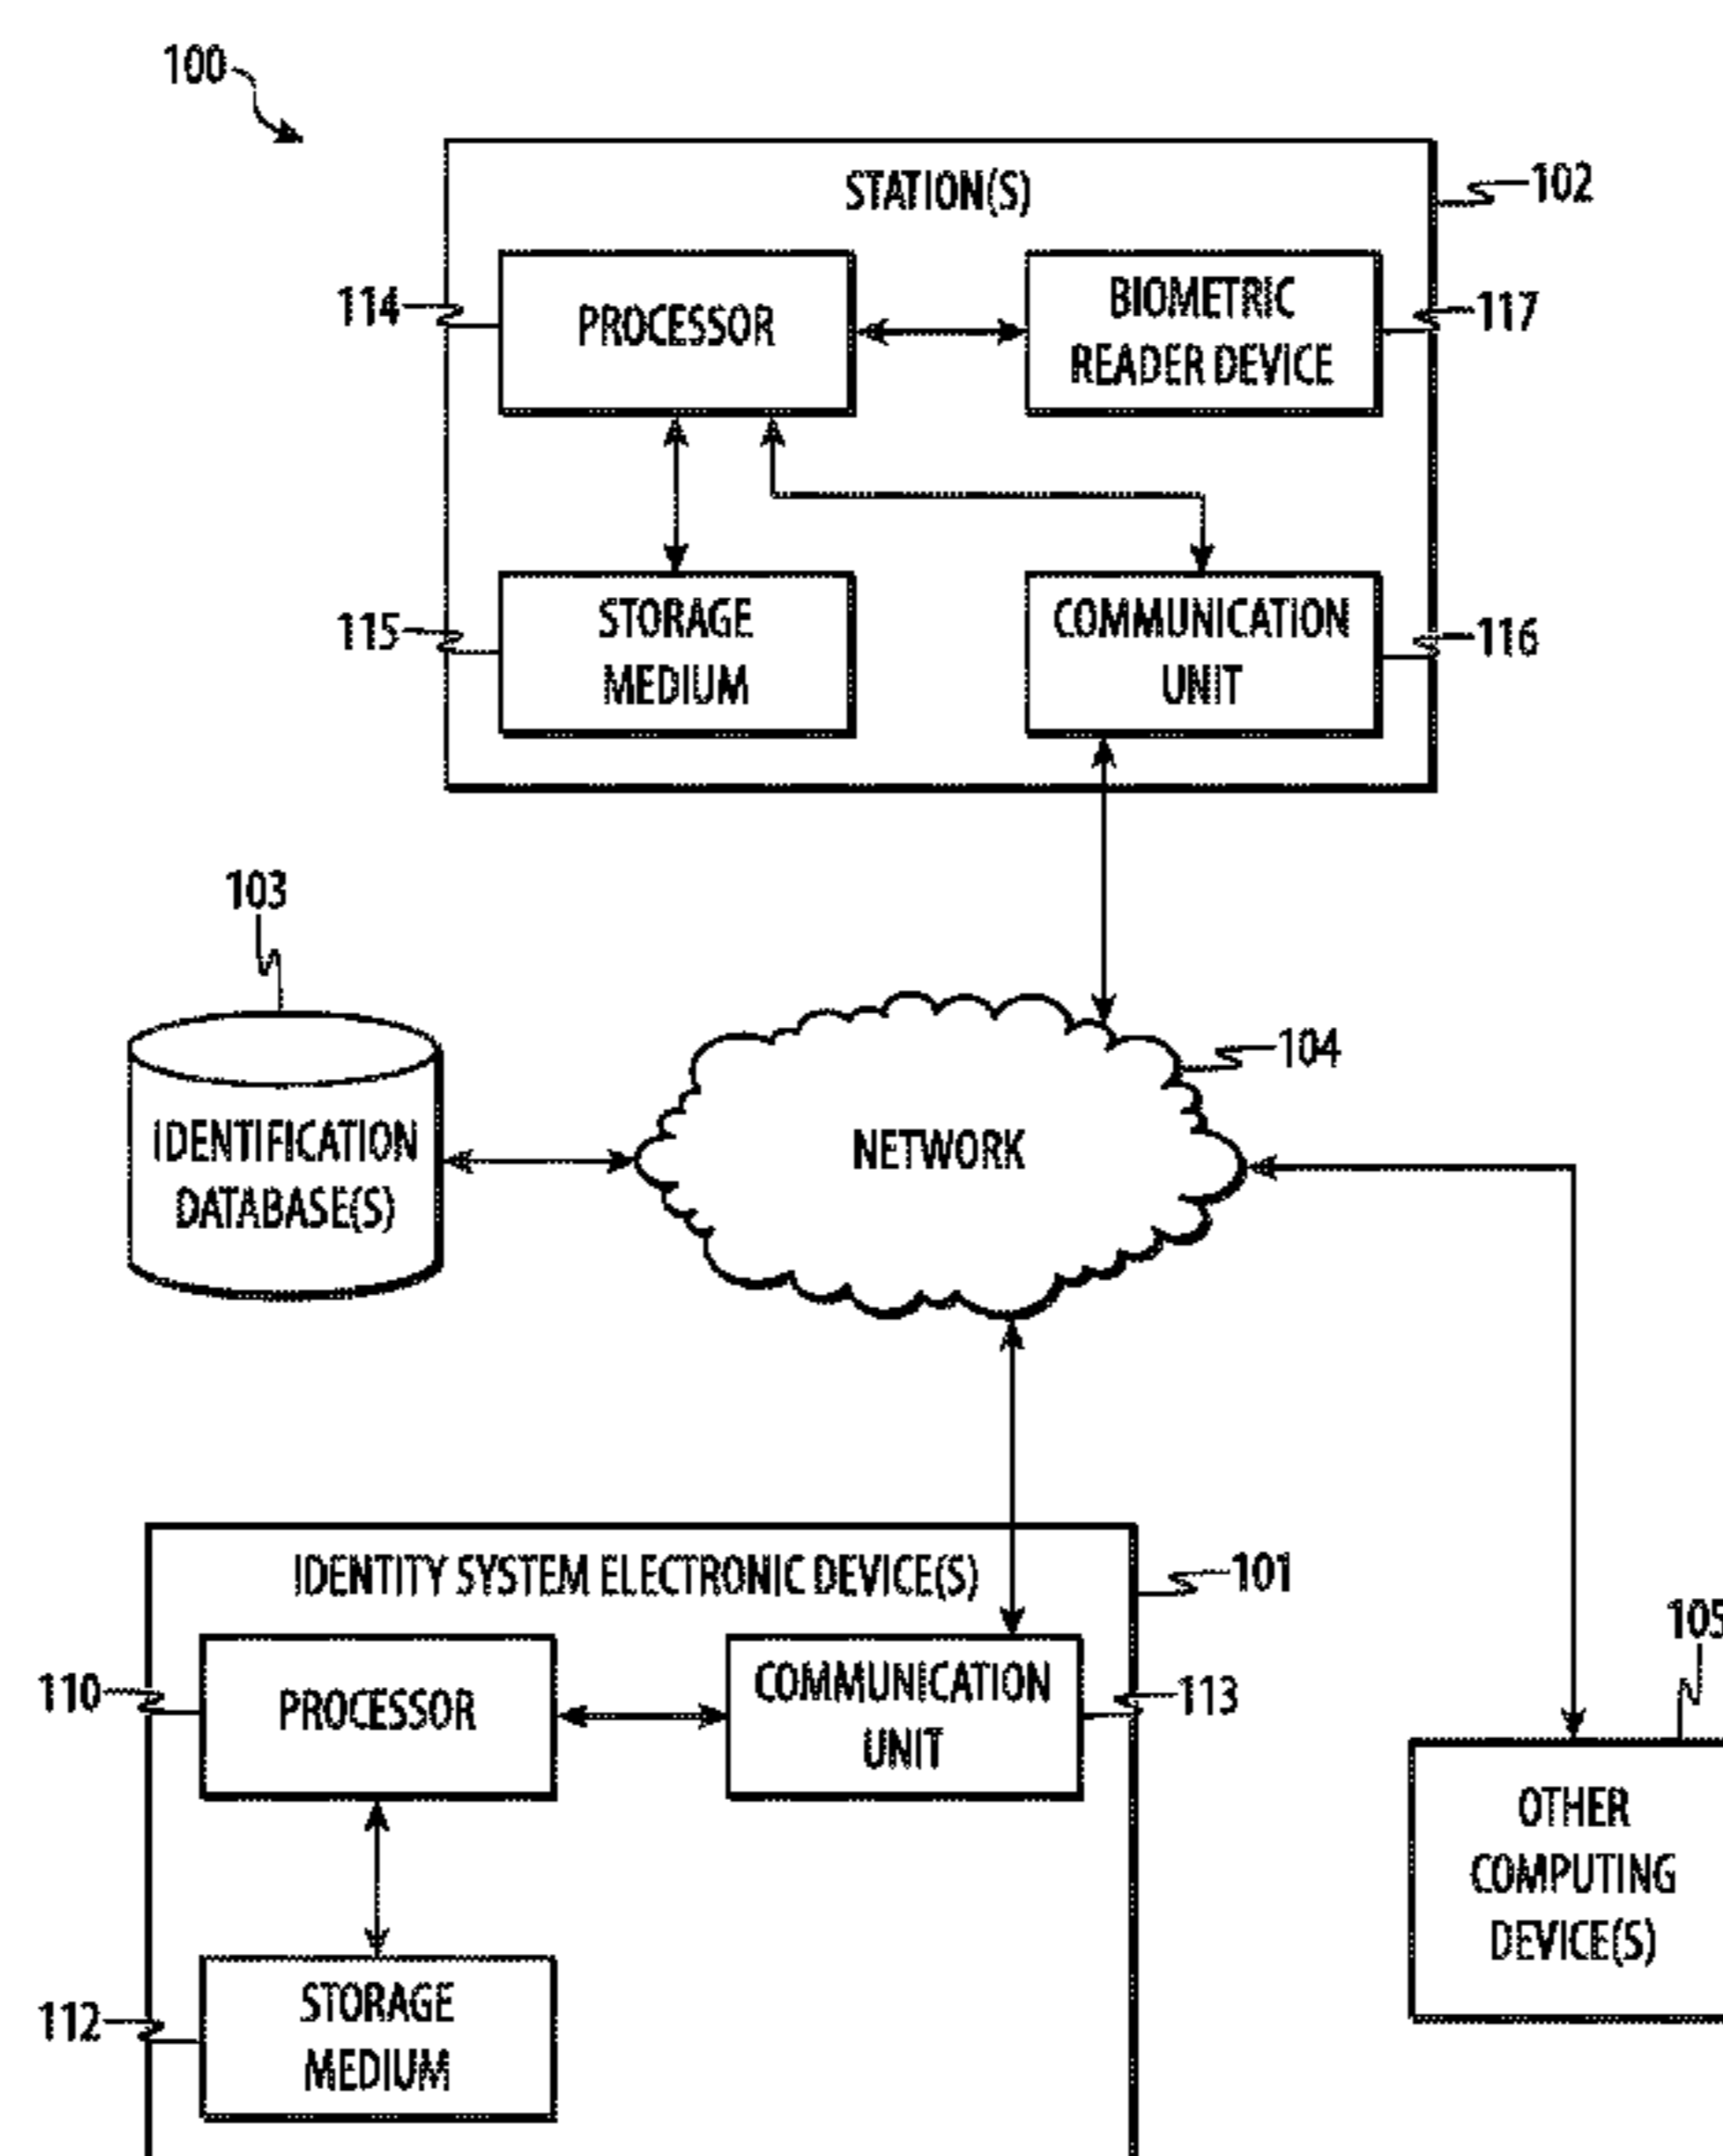 100
STATION(S)
102
114
PROCESSOR
BIOMETRIC
READER DEVICE
117
115
STORAGE
MEDIUM
COMMUNICATION
UNIT
116
103
IDENTIFICATION
DATABASE(S)
NETWORK
104
IDENTITY SYSTEM ELECTRONIC DEVICE(S)
101
110
PROCESSOR
COMMUNICATION
UNIT
113
105
OTHER
COMPUTING
DEVICE(S)
112
STORAGE
MEDIUM